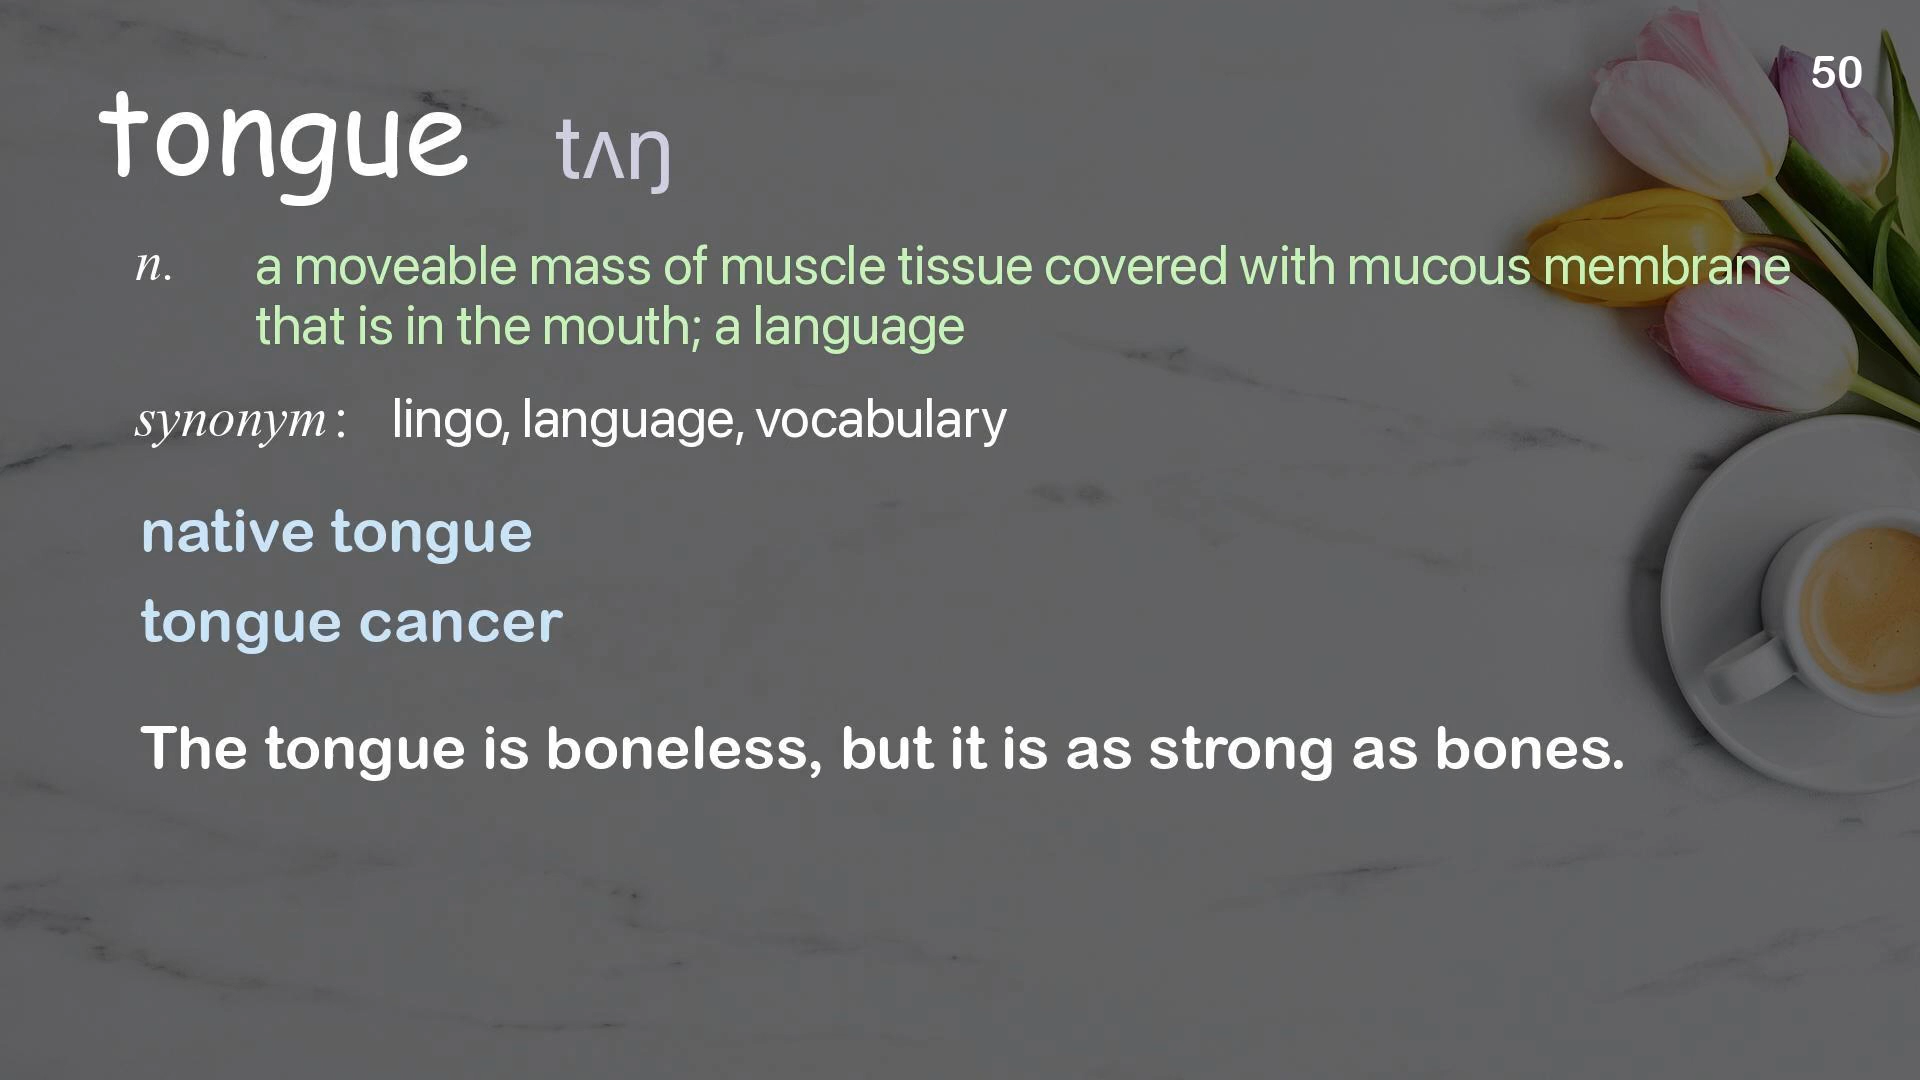 50
tongue tʌŋ
n. a moveable mass of muscle tissue covered with mucous membrane
that is in the mouth; a language
synonym : lingo, language, vocabulary
native tongue
tongue cancer
The tongue is boneless, but it is as strong as bones.